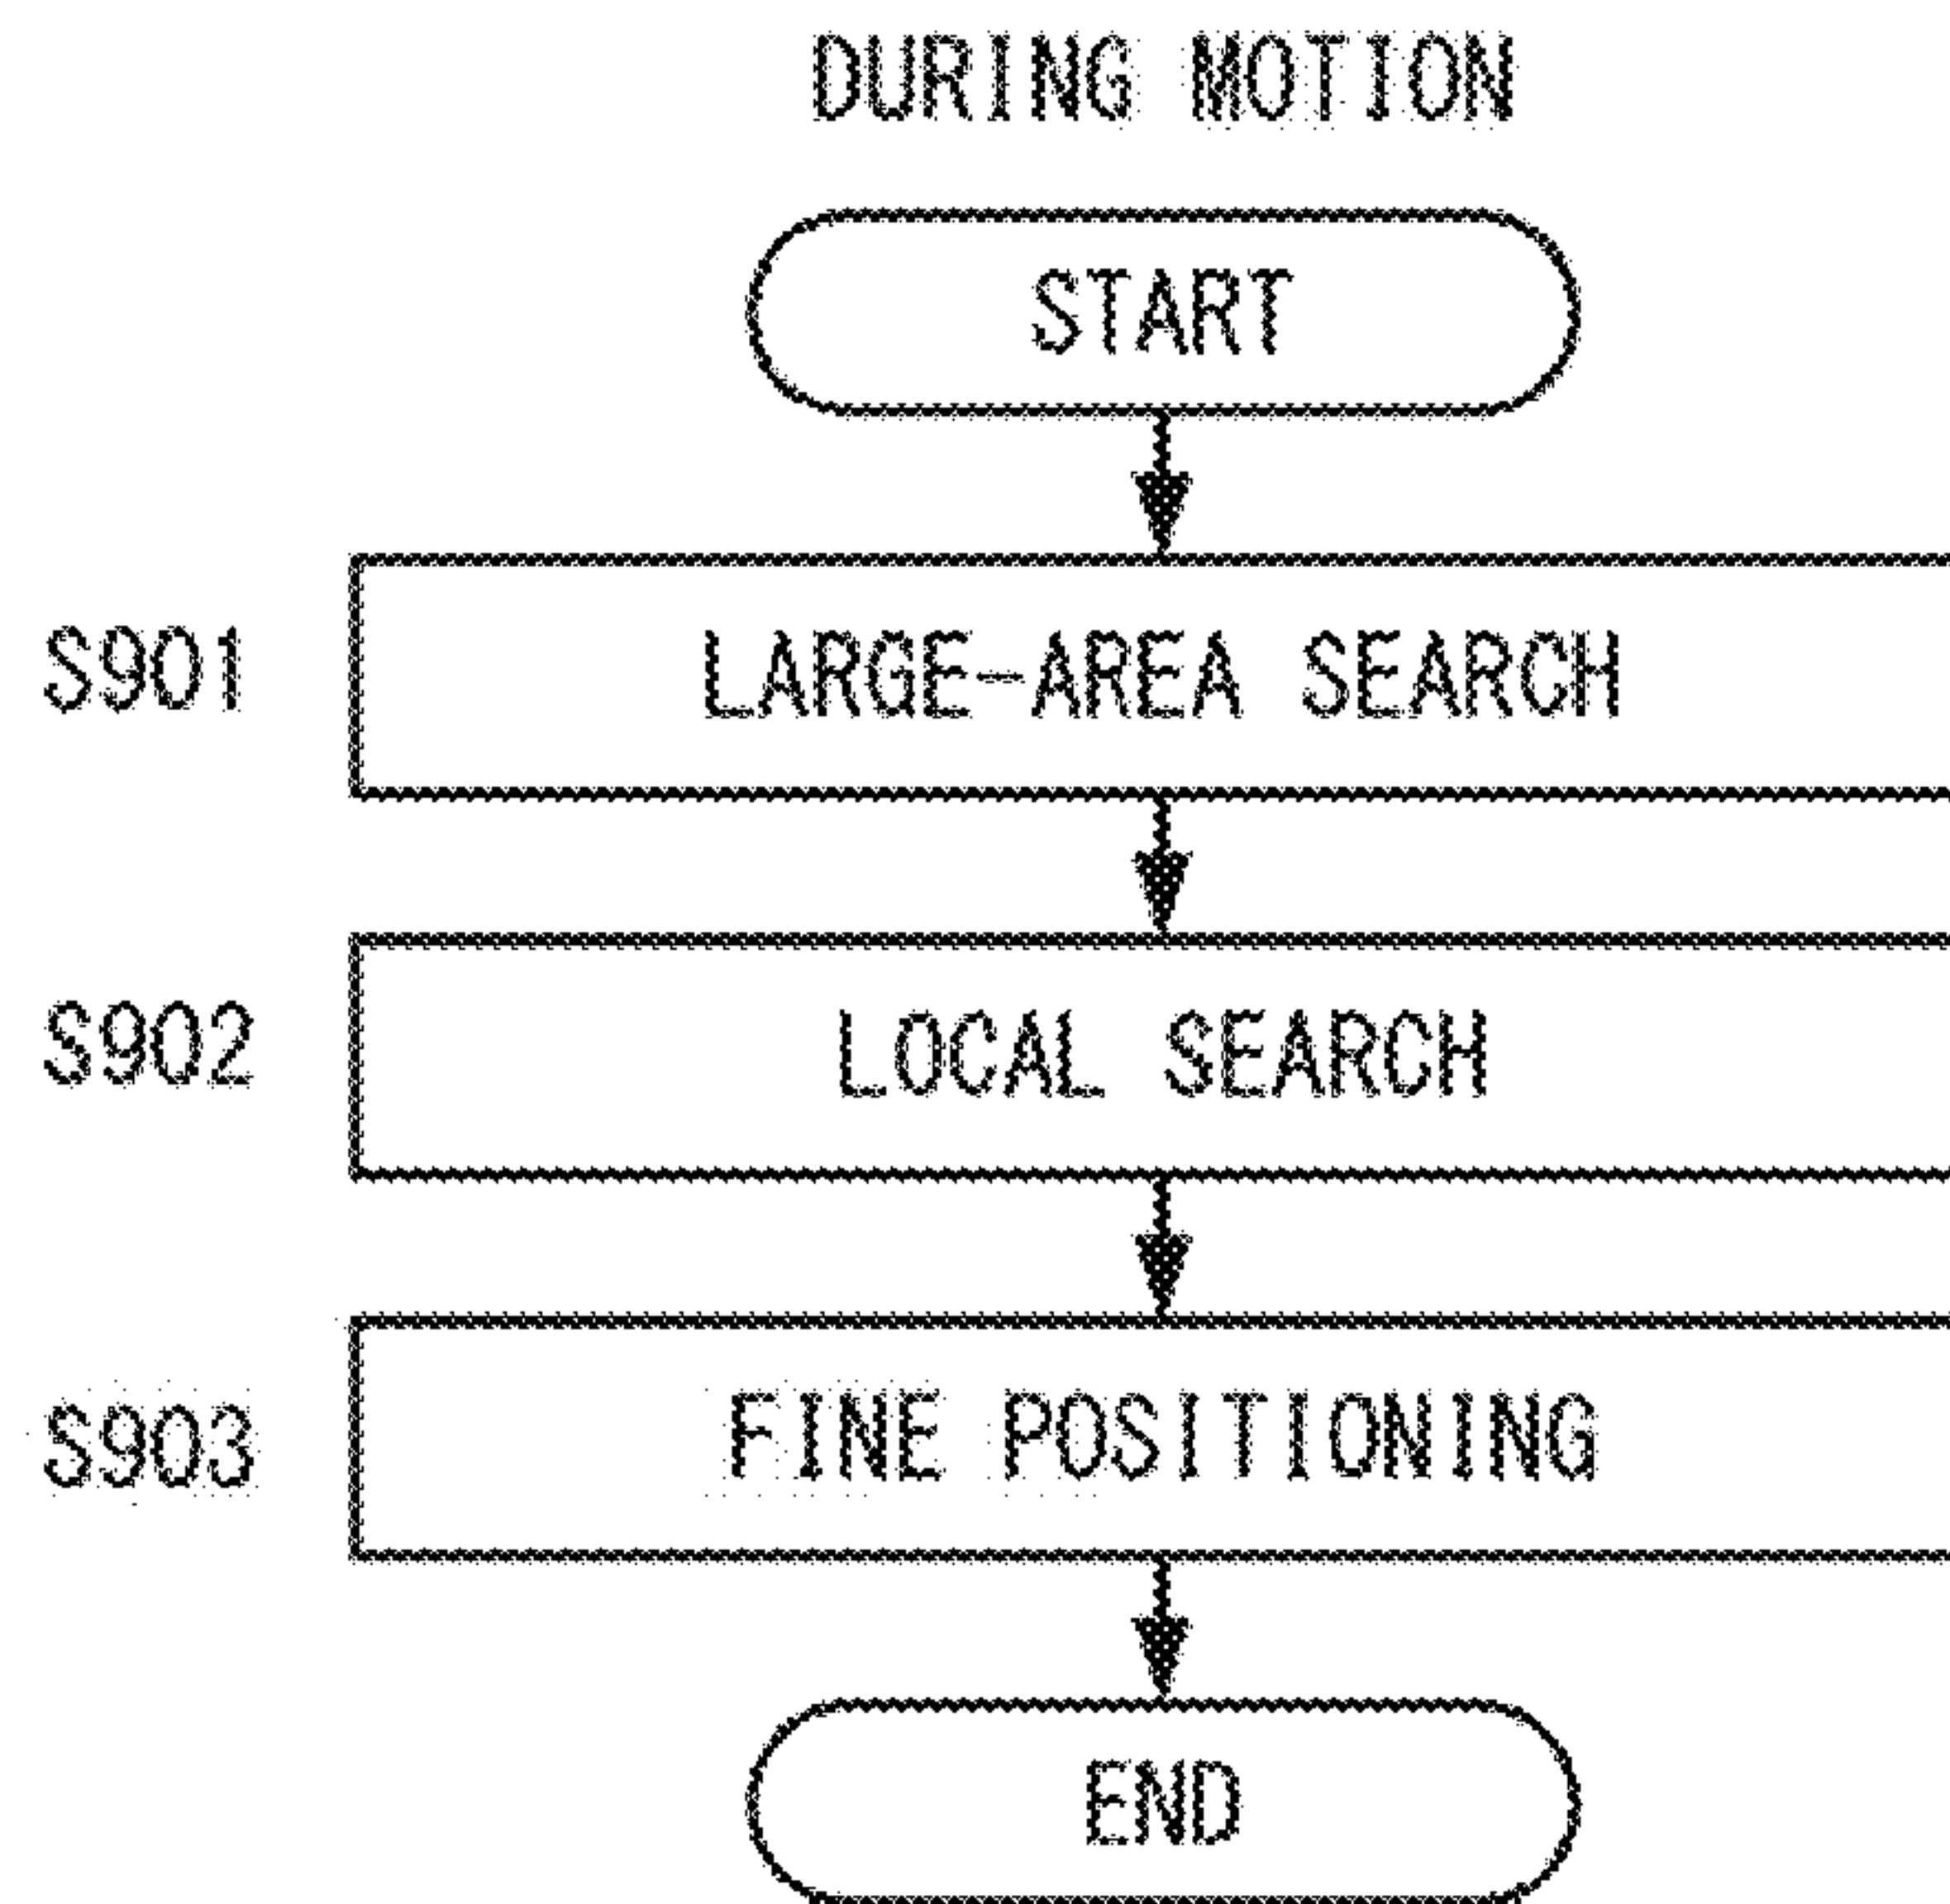 DURING MOTION
START
S901 LARGE-AREA SEARCH
S902 LOCAL SEARCH
S903 FINE POSITIONING
END